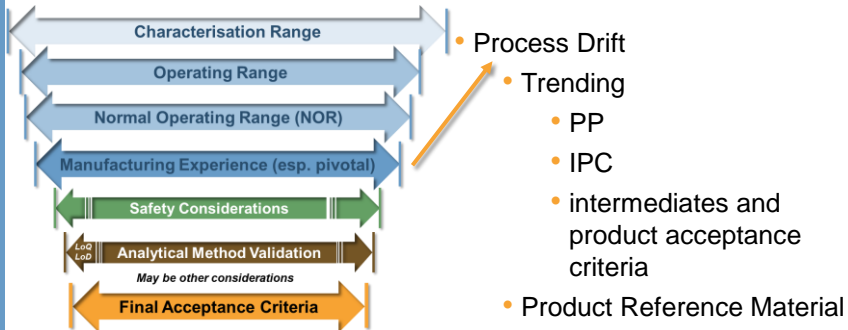 Characterisation Range
Operating Range
Normal Operating Range (NOR)
Manufacturing Experience (esp. pivotal)
Safety Considerations
LoQ
LoD
Analytical Method Validation
May be other considerations
Final Acceptance Criteria
• Process Drift
• Trending
• PP
• IPC
• intermediates and
product acceptance
criteria
• Product Reference Material